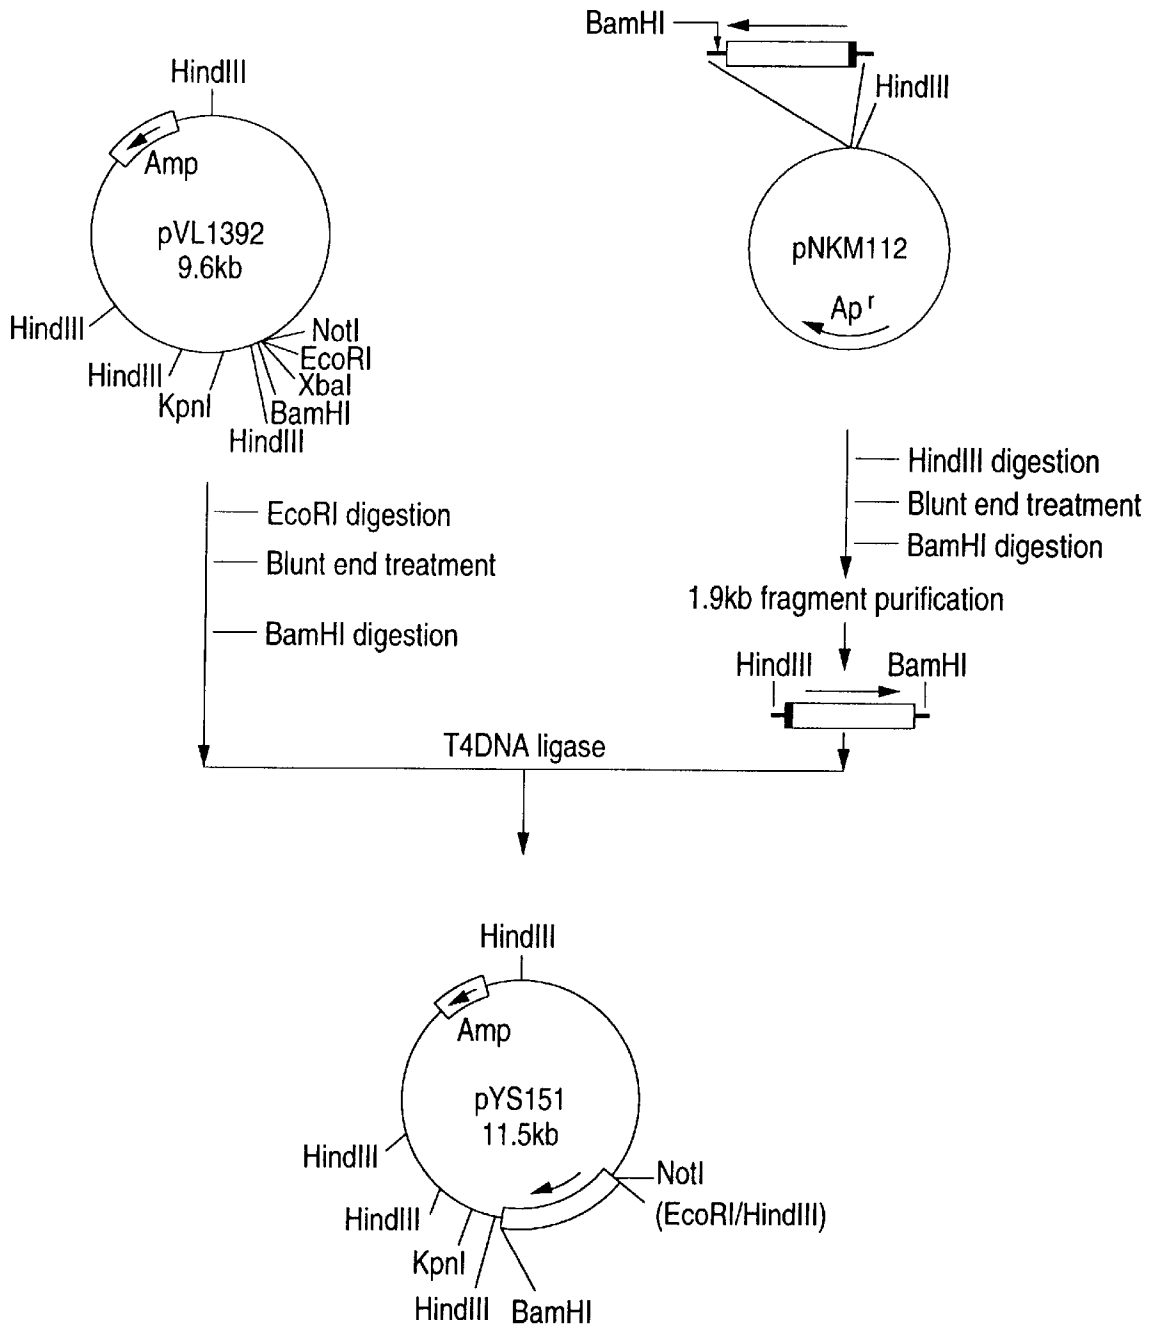 BamHI
HindIII
HindIII
Amp
pVL1392
9.6kb
pNKM112
Ap r
HindIII
HindIII
KpnI
NotI
EcoRI
XbaI
BamHI
HindIII
EcoRI digestion
Blunt end treatment
BamHI digestion
HindIII digestion
Blunt end treatment
BamHI digestion
1.9kb fragment purification
HindIII
BamHI
T4DNA ligase
HindIII
Amp
pYS151
11.5kb
HindIII
HindIII
KpnI
HindIII
BamHI
NotI
(EcoRI/HindIII)